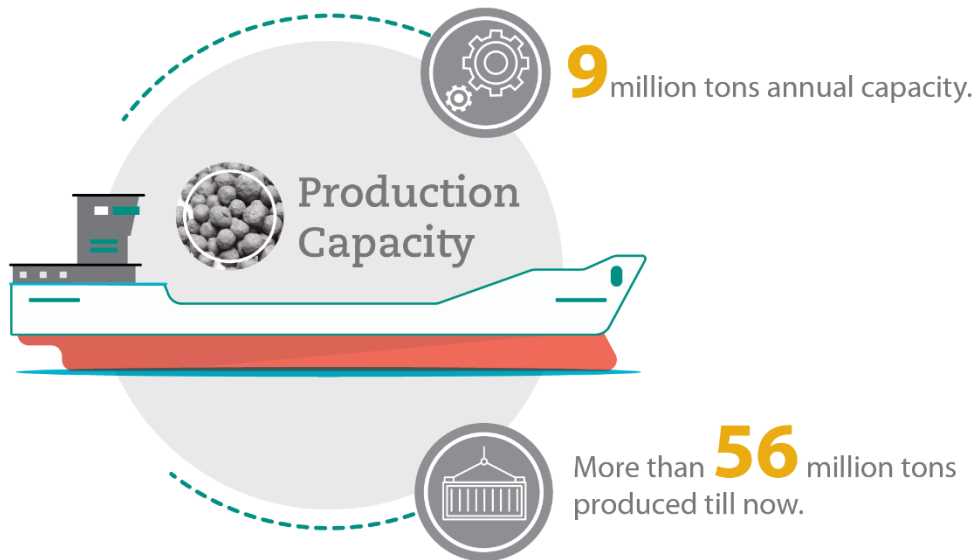 9 million tons annual capacity.
Production
Capacity
More than 56 million tons
produced till now.